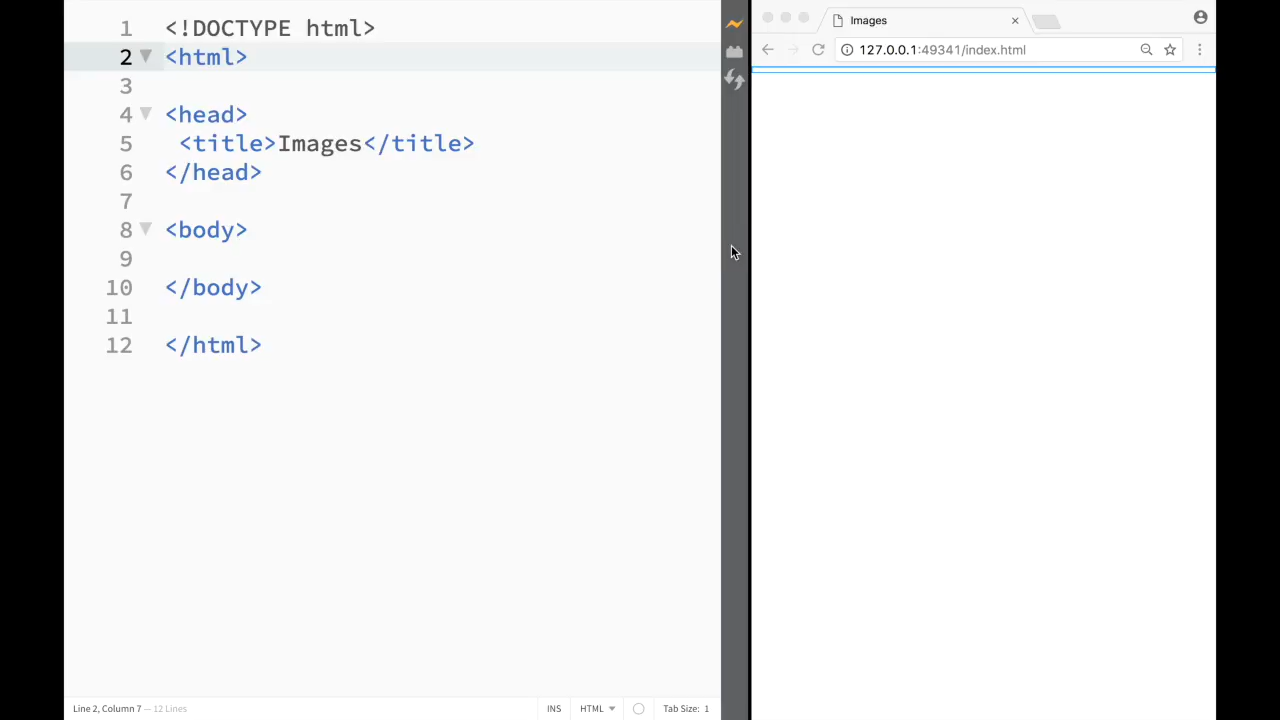 1 <!DOCTYPE html>
2 <html>
3
4 <head>
5 <title>Images</title>
6 </head>
7
8 <body>
9
10 </body>
11
12 </html>
Line 2, Column 7 — 12 Lines
INS
HTML
Tab Size: 1
Images
127.0.0.1:49341/index.html